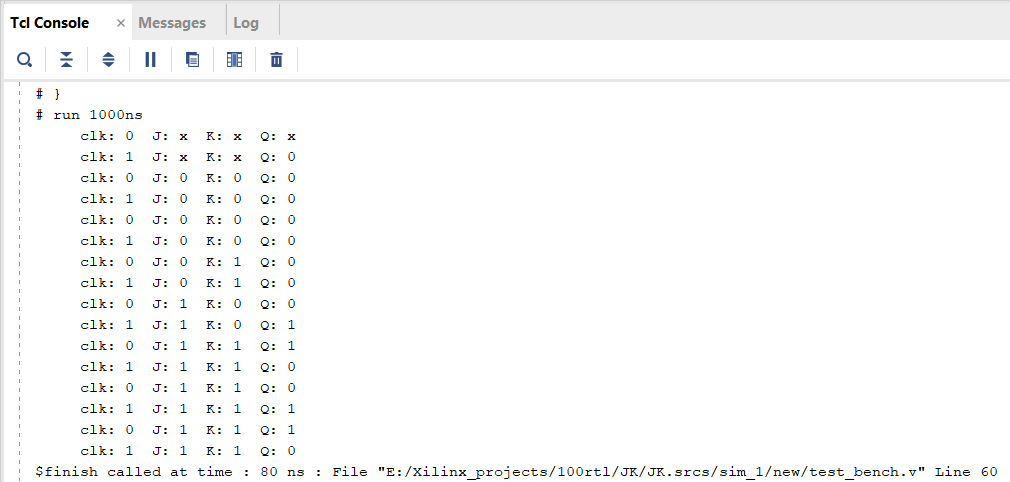 Tcl Console × Messages Log
# }
# run 1000ns
clk: 0 J: x K: x Q: x
clk: 1 J: x K: x Q: 0
clk: 0 J: 0 K: 0 Q: 0
clk: 1 J: 0 K: 0 Q: 0
clk: 0 J: 0 K: 0 Q: 0
clk: 1 J: 0 K: 0 Q: 0
clk: 0 J: 0 K: 1 Q: 0
clk: 1 J: 0 K: 1 Q: 0
clk: 0 J: 1 K: 0 Q: 0
clk: 1 J: 1 K: 0 Q: 1
clk: 0 J: 1 K: 1 Q: 1
clk: 1 J: 1 K: 1 Q: 0
clk: 0 J: 1 K: 1 Q: 0
clk: 1 J: 1 K: 1 Q: 1
clk: 0 J: 1 K: 1 Q: 1
clk: 1 J: 1 K: 1 Q: 0
$finish called at time : 80 ns : File "E:/Xilinx_projects/100rtl/JK/JK.srcs/sim_1/new/test_bench.v" Line 60